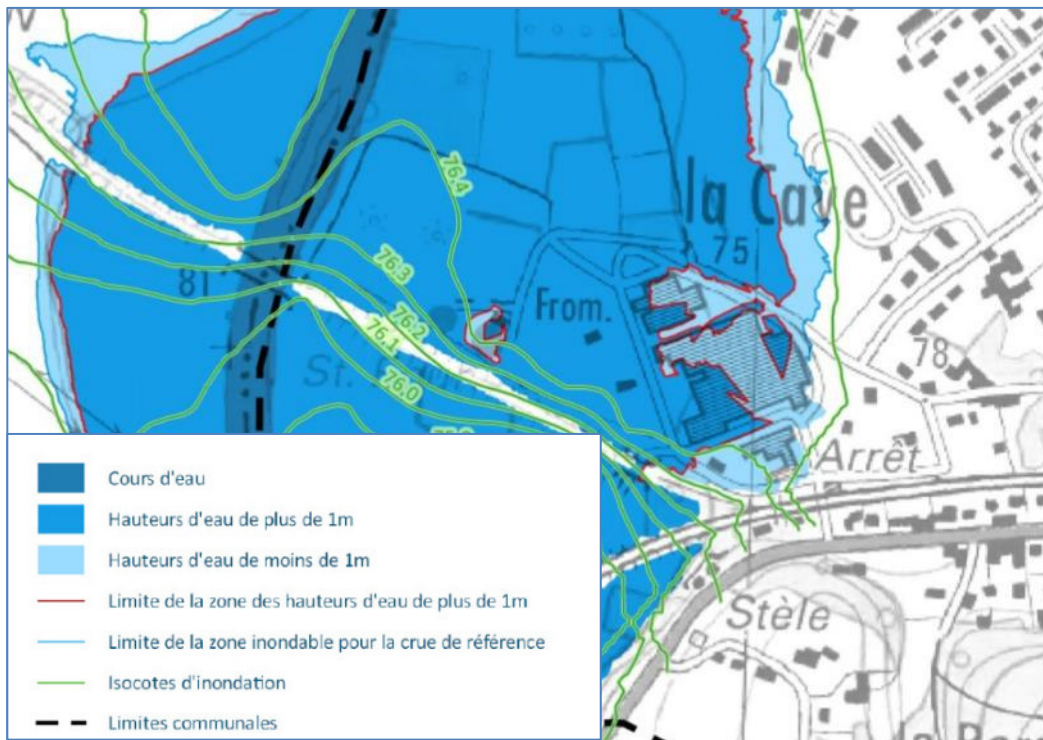 76.4
la Cave
75
76.3
81
From.
76.2
76.1
76.0
78
Arrêt
Stèle
Cours d'eau
Hauteurs d'eau de plus de 1m
Hauteurs d'eau de moins de 1m
Limite de la zone des hauteurs d'eau de plus de 1m
Limite de la zone inondable pour la crue de référence
Isocotes d'inondation
Limites communales